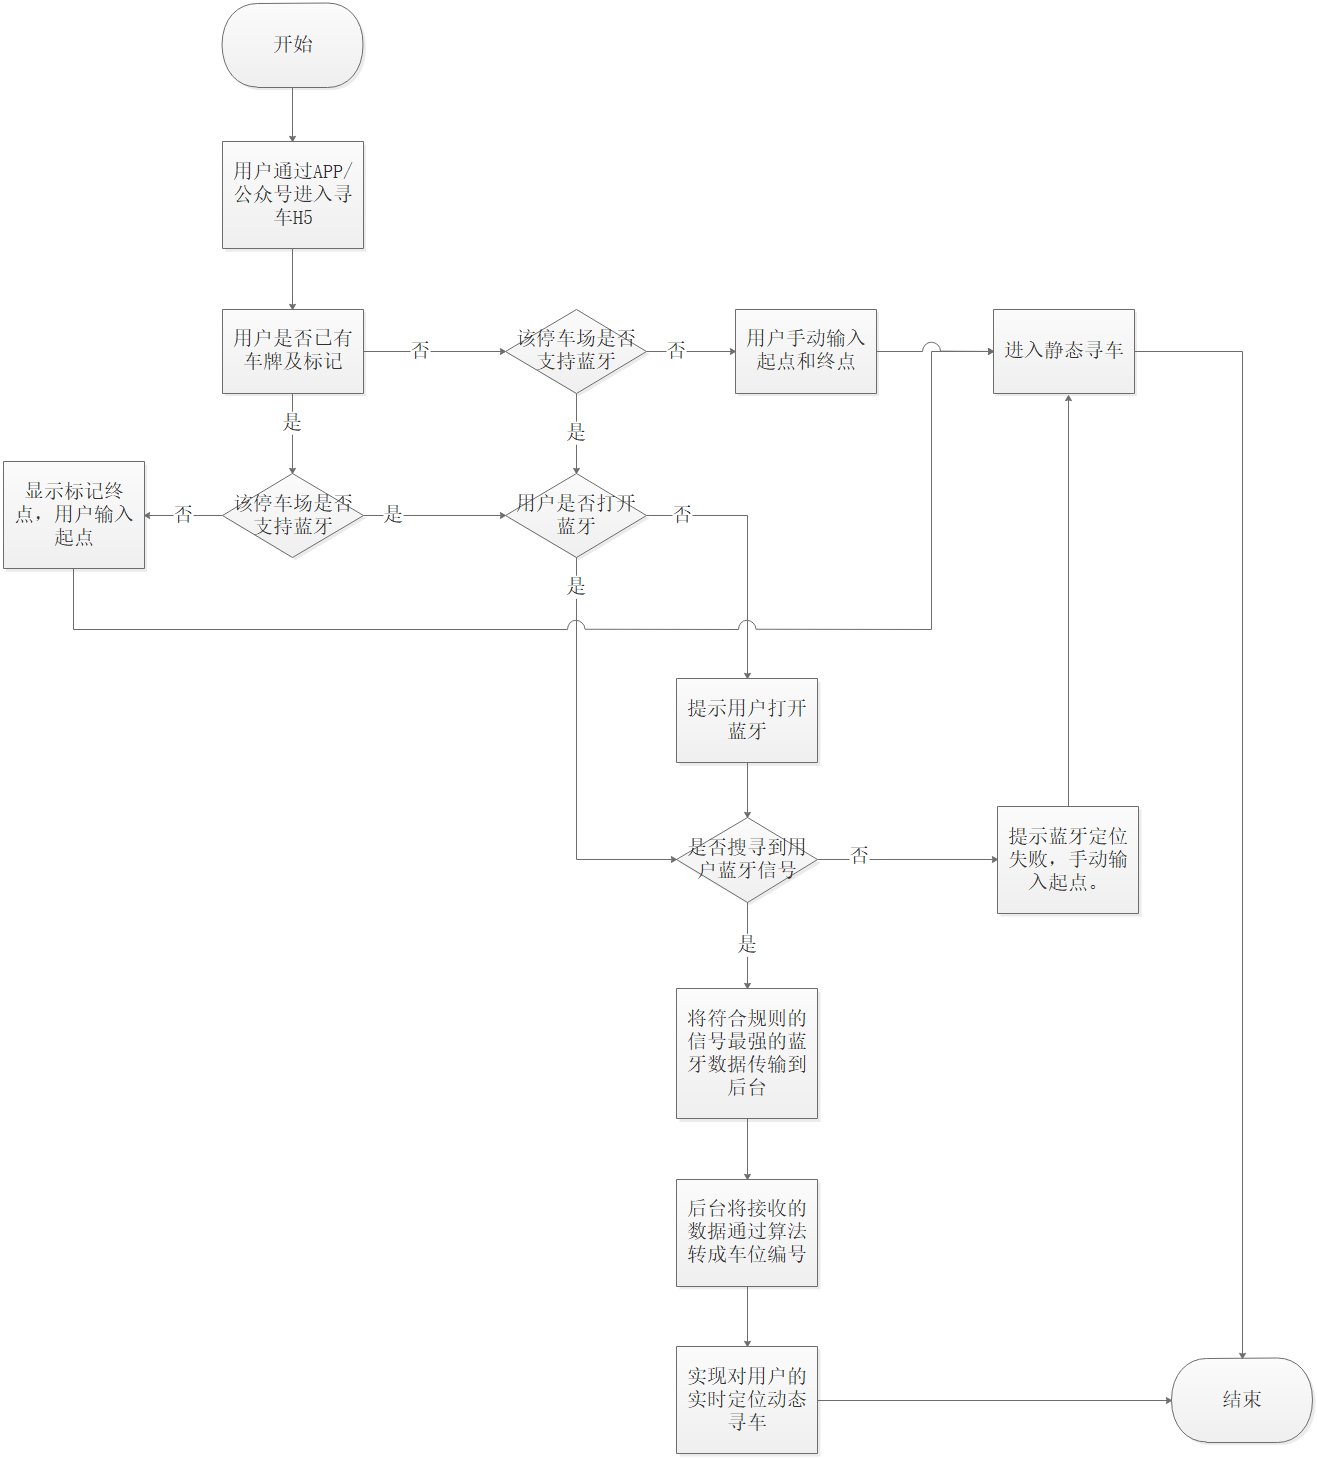 开始
用户通过APP/
公众号进入寻
车H5
用户是否已有
车牌及标记
否
该停车场是否
支持蓝牙
否
用户手动输入
起点和终点
进入静态寻车
是
是
显示标记终
点，用户输入
起点
否
该停车场是否
支持蓝牙
是
用户是否打开
蓝牙
否
是
提示用户打开
蓝牙
是否搜寻到用
户蓝牙信号
否
提示蓝牙定位
失败，手动输
入起点。
是
将符合规则的
信号最强的蓝
牙数据传输到
后台
后台将接收的
数据通过算法
转成车位编号
实现对用户的
实时定位动态
寻车
结束